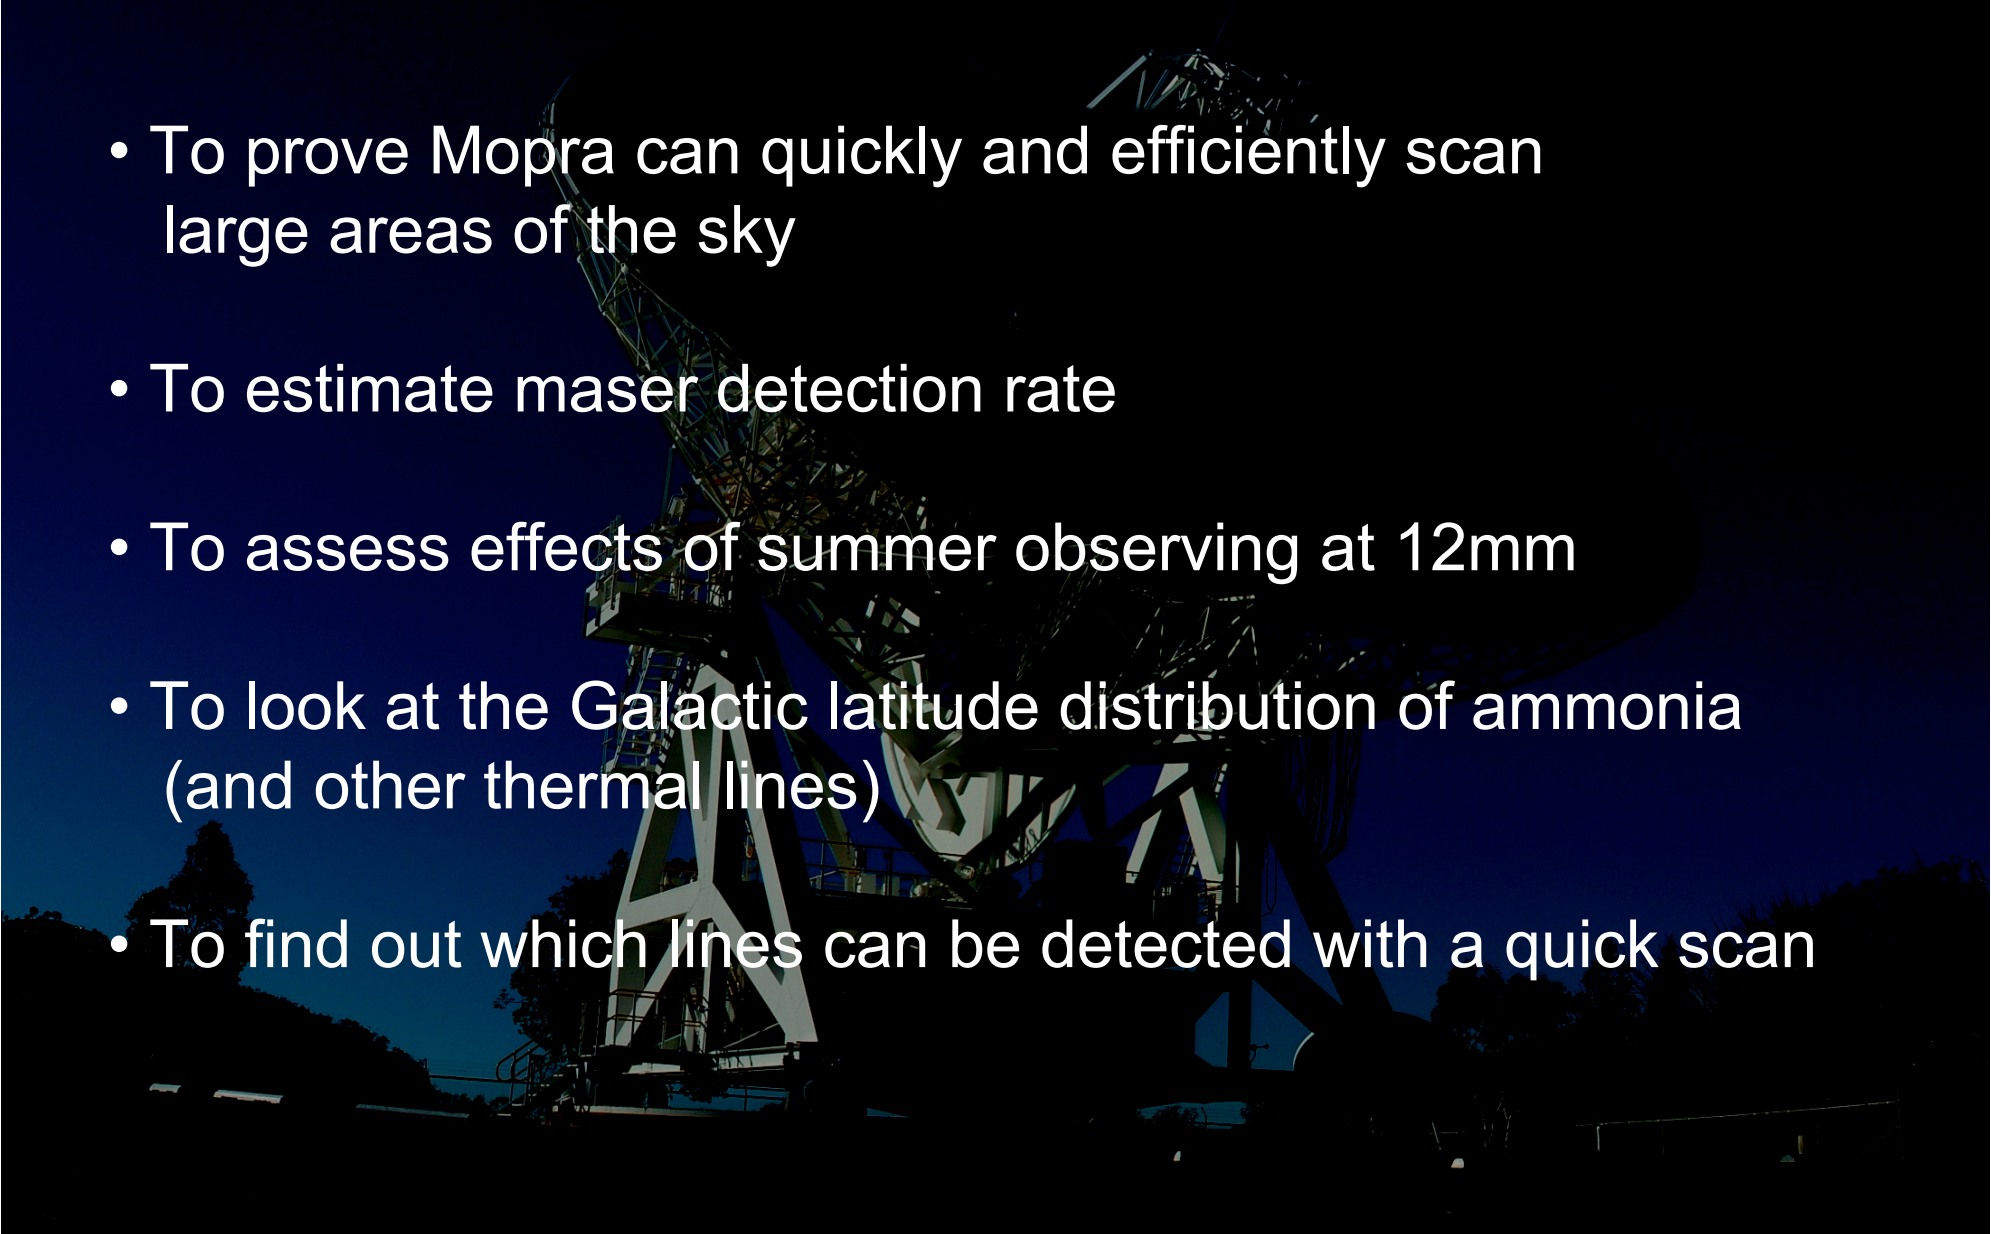 • To prove Mopra can quickly and efficiently scan
large areas of the sky
• To estimate maser detection rate
• To assess effects of summer observing at 12mm
• To look at the Galactic latitude distribution of ammonia
(and other thermal lines)
• To find out which lines can be detected with a quick scan